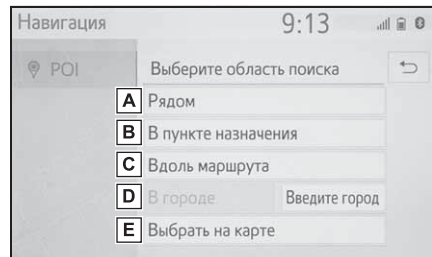 Навигация 9:13
POI Выберите область поиска
A Рядом
B В пункте назначения
C Вдоль маршрута
D В городе Введите город
E Выбрать на карте